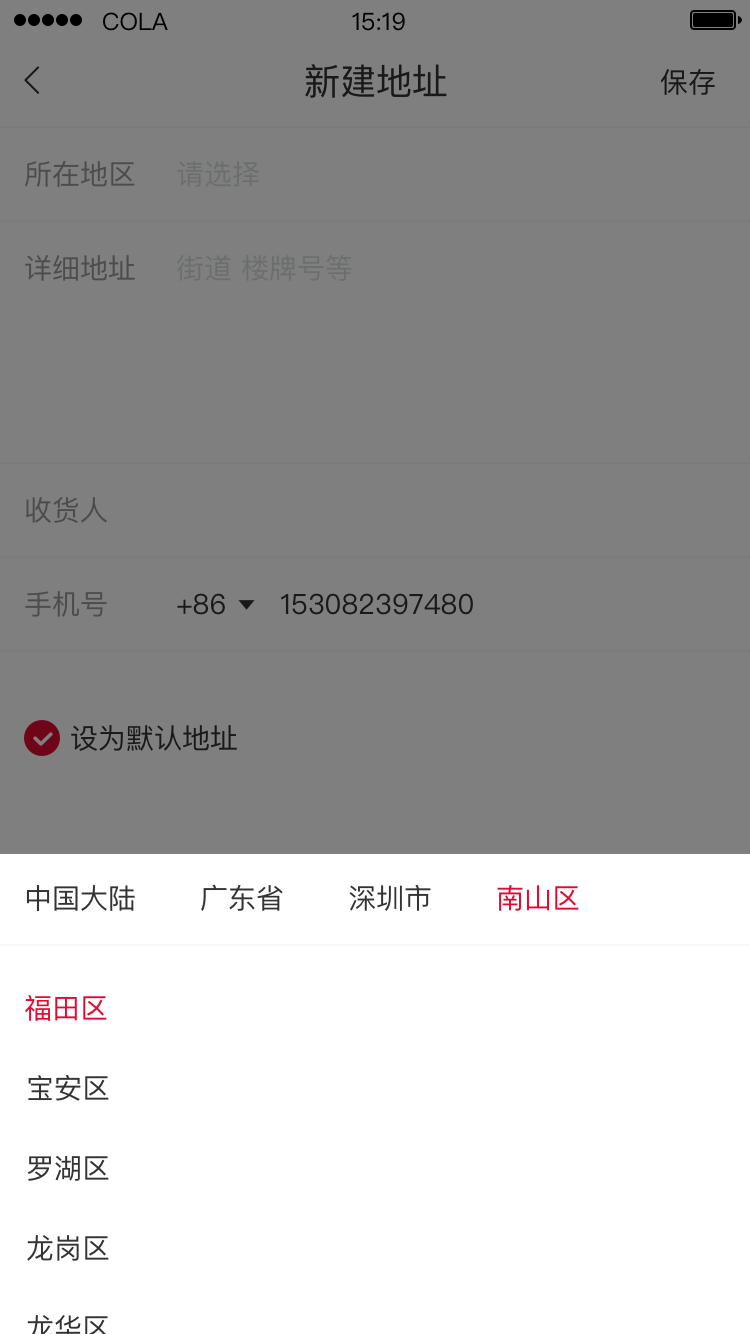 COLA 15:19
新建地址 保存
所在地区 请选择
详细地址 街道 楼牌号等
收货人
手机号 +86 153082397480
设为默认地址
中国大陆 广东省 深圳市 南山区
福田区
宝安区
罗湖区
龙岗区
龙华区